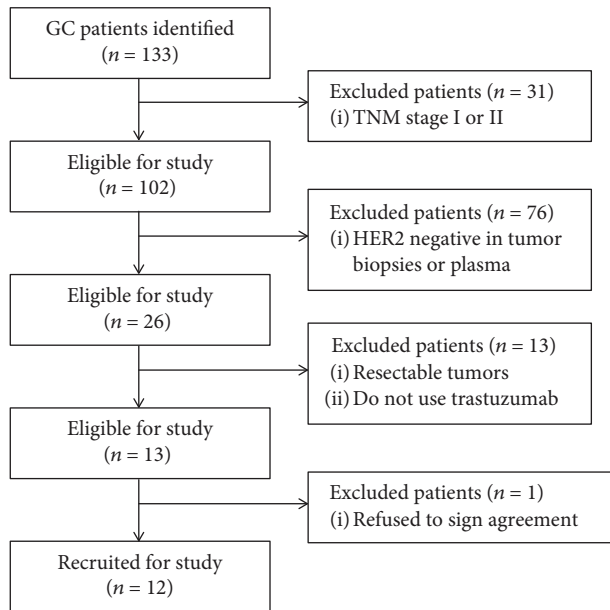 GC patients identified
(n = 133)
Excluded patients (n = 31)
(i) TNM stage I or II
Eligible for study
(n = 102)
Excluded patients (n = 76)
(i) HER2 negative in tumor
biopsies or plasma
Eligible for study
(n = 26)
Excluded patients (n = 13)
(i) Resectable tumors
(ii) Do not use trastuzumab
Eligible for study
(n = 13)
Excluded patients (n = 1)
(i) Refused to sign agreement
Recruited for study
(n = 12)